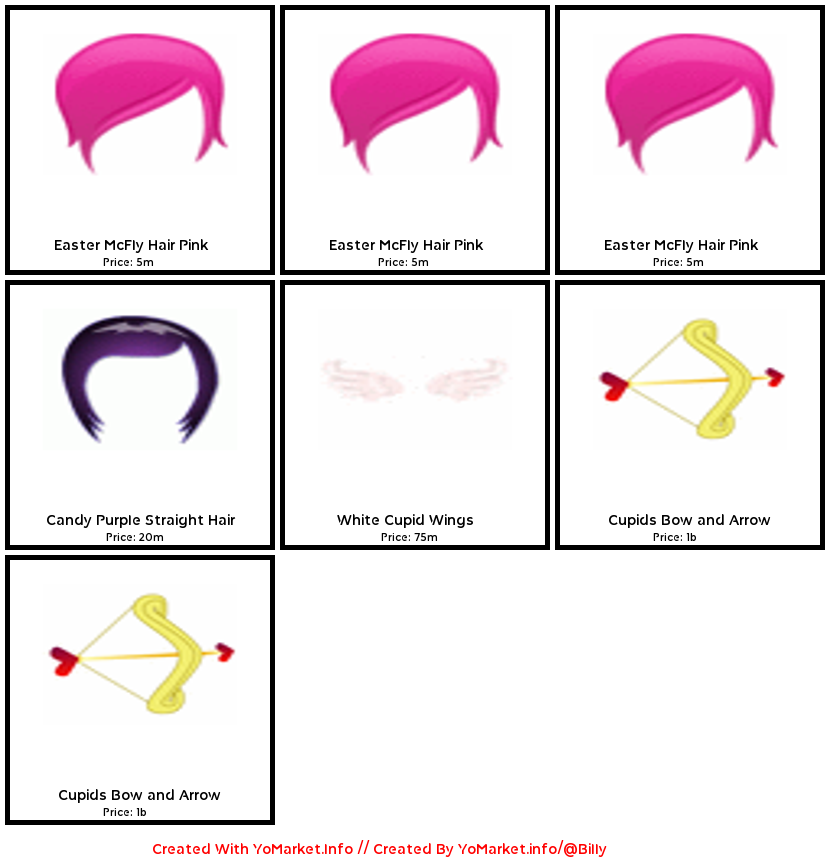 Easter McFly Hair Pink
Price: 5m
Easter McFly Hair Pink
Price: 5m
Easter McFly Hair Pink
Price: 5m
Candy Purple Straight Hair
Price: 20m
White Cupid Wings
Price: 75m
Cupids Bow and Arrow
Price: 1b
Cupids Bow and Arrow
Price: 1b
Created With YoMarket.Info // Created By YoMarket.info/@Billy